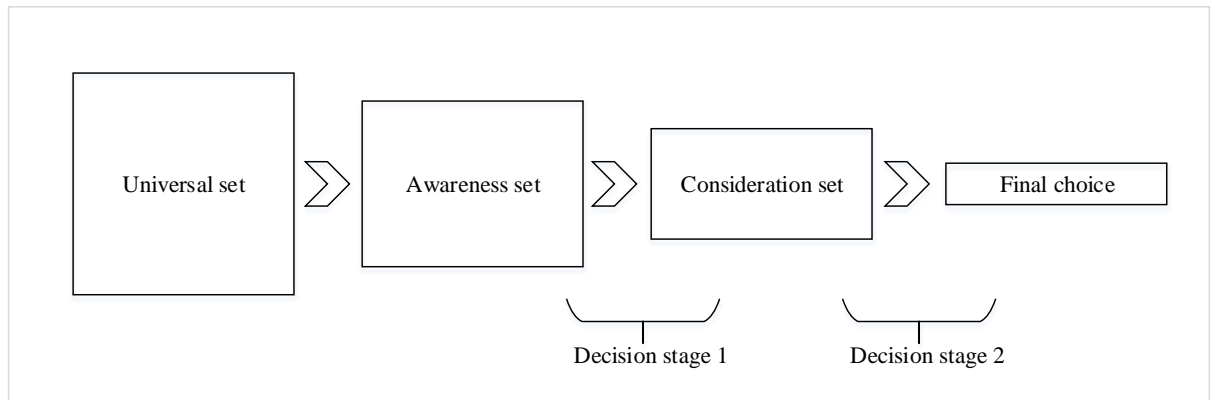 Universal set
Awareness set
Consideration set
Final choice
Decision stage 1
Decision stage 2